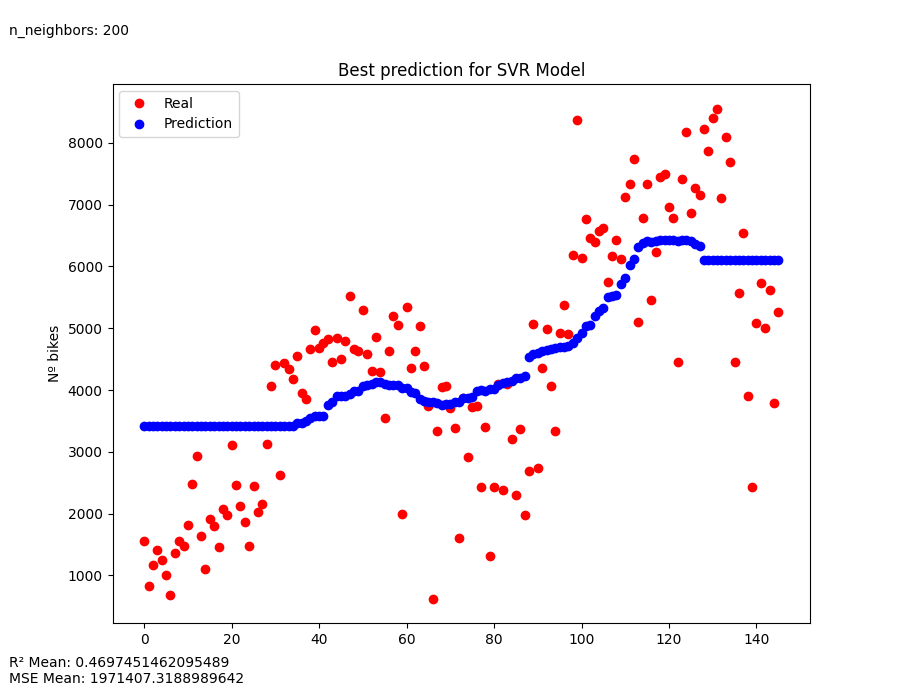 n_neighbors: 200
Best prediction for SVR Model
Real
Prediction
Nº bikes
8000
7000
6000
5000
4000
3000
2000
1000
0 20 40 60 80 100 120 140
R² Mean: 0.4697451462095489
MSE Mean: 1971407.3188989642